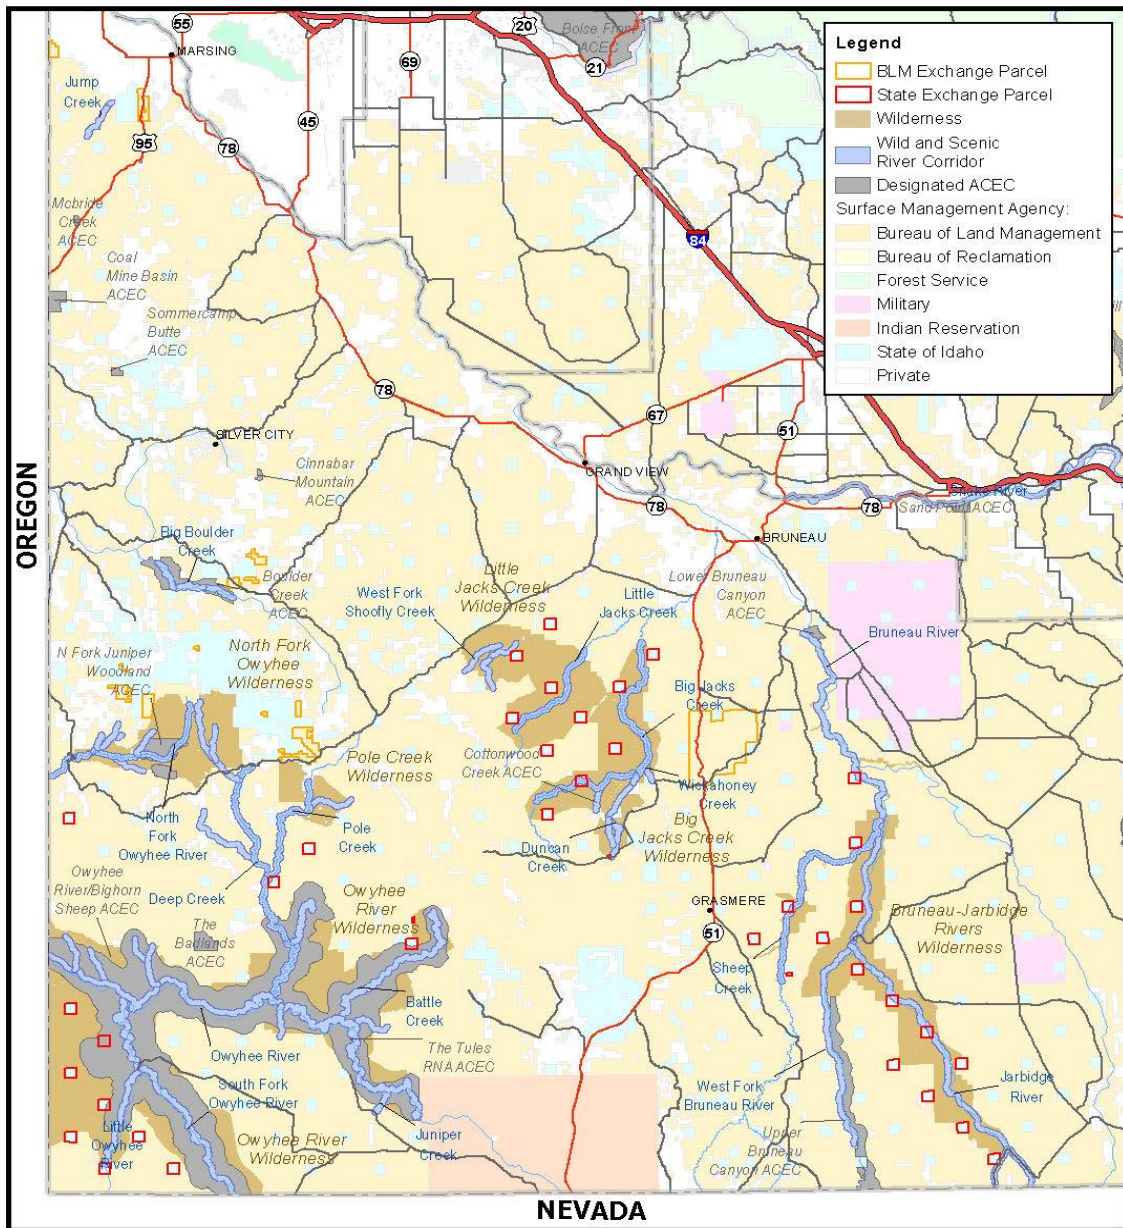 55
MARSING
20
Boise Front
ACEC
21
69
45
Jump
Creek
95
78
Legend
BLM Exchange Parcel
State Exchange Parcel
Wilderness
Wild and Scenic
River Corridor
Designated ACEC
Surface Management Agency:
Bureau of Land Management
Bureau of Reclamation
Forest Service
Military
Indian Reservation
State of Idaho
Private
Mcbride
Creek
ACEC
84
Coal
Mine Basin
ACEC
Sommercamp
Butte
ACEC
78
67
51
SILVER CITY
Cinnabar
Mountain
ACEC
GRAND VIEW
78
Snake River
Sand Point ACEC
78
BRUNEAU
OREGON
Big Boulder
Creek
Boulder
Creek
ACEC
West Fork
Shoofly Creek
Little
Jacks Creek
Wilderness
Little
Jacks Creek
Lower Bruneau
Canyon
ACEC
Bruneau River
N Fork Juniper
Woodland
ACEC
North Fork
Owyhee
Wilderness
Big Jacks
Creek
Pole Creek
Wilderness
Cottonwood
Creek ACEC
Wickahoney
Creek
North
Fork
Owyhee River
Pole
Creek
Duncan
Creek
Big
Jacks Creek
Wilderness
Owyhee
River/Bighorn
Sheep ACEC
Deep Creek
Owyhee
River
Wilderness
The
Badlands
ACEC
GRASMERE
51
Bruneau-Jarbidge
Rivers
Wilderness
Sheep
Creek
Battle
Creek
Owyhee River
The Tules
RNA ACEC
South Fork
Owyhee River
West Fork
Bruneau River
Jarbidge
River
Little
Owyhee
River
Owyhee River
Wilderness
Juniper
Creek
Upper
Bruneau
Canyon ACEC
NEVADA